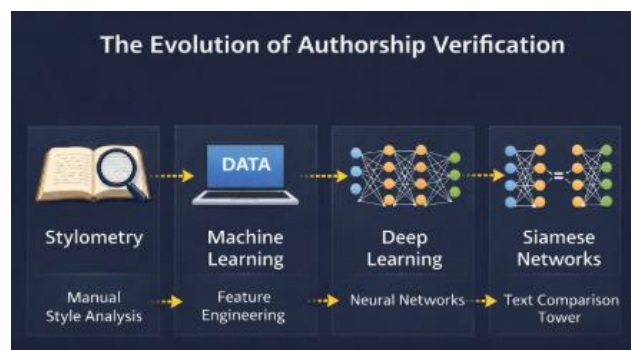 The Evolution of Authorship Verification
DATA
Stylometry
Machine
Learning
Deep
Learning
Siamese
Networks
Manual
Style Analysis
Feature
Engineering
Neural Networks
Text Comparison
Tower